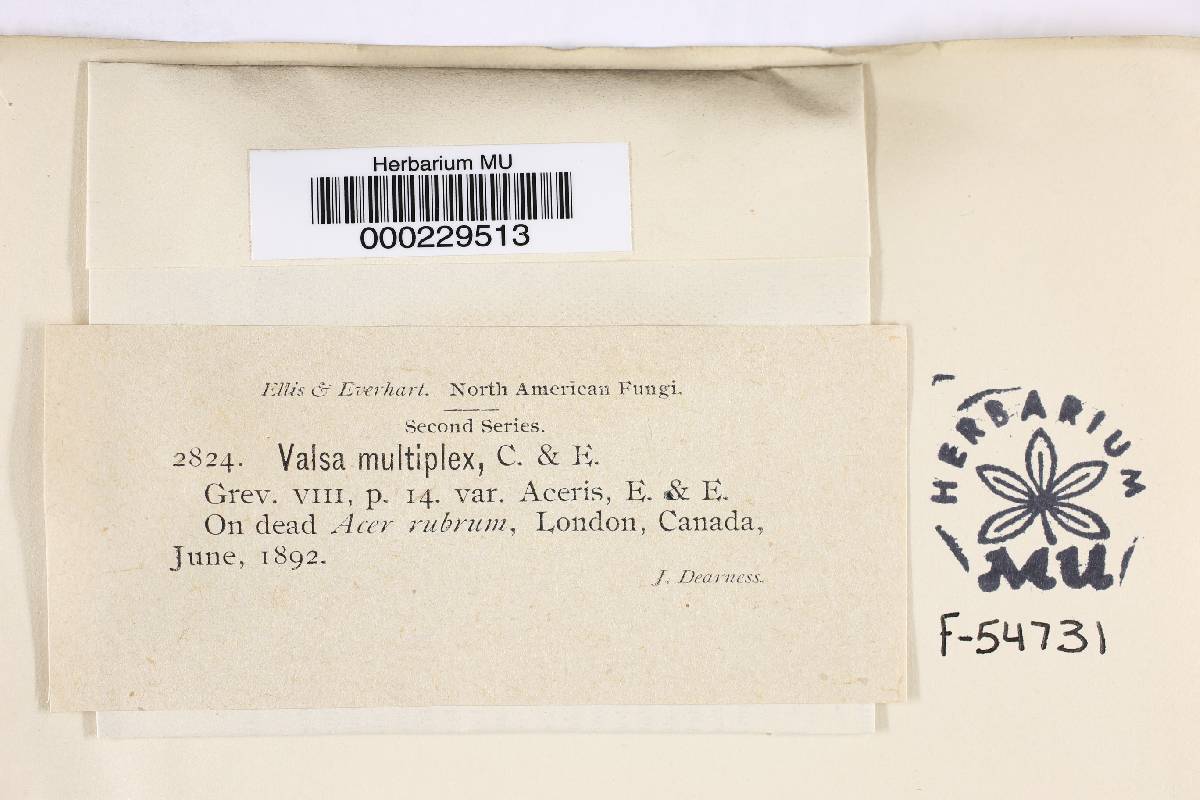 Herbarium MU
000229513
Ellis & Everhart. North American Fungi.
Second Series.
2824. Valsa multiplex, C. & E.
Grev. VIII, p. 14. var. Aceris, E. & E.
On dead Acer rubrum, London, Canada,
June, 1892.
J. Dearness.
HERBARIUM
MU
F-54731